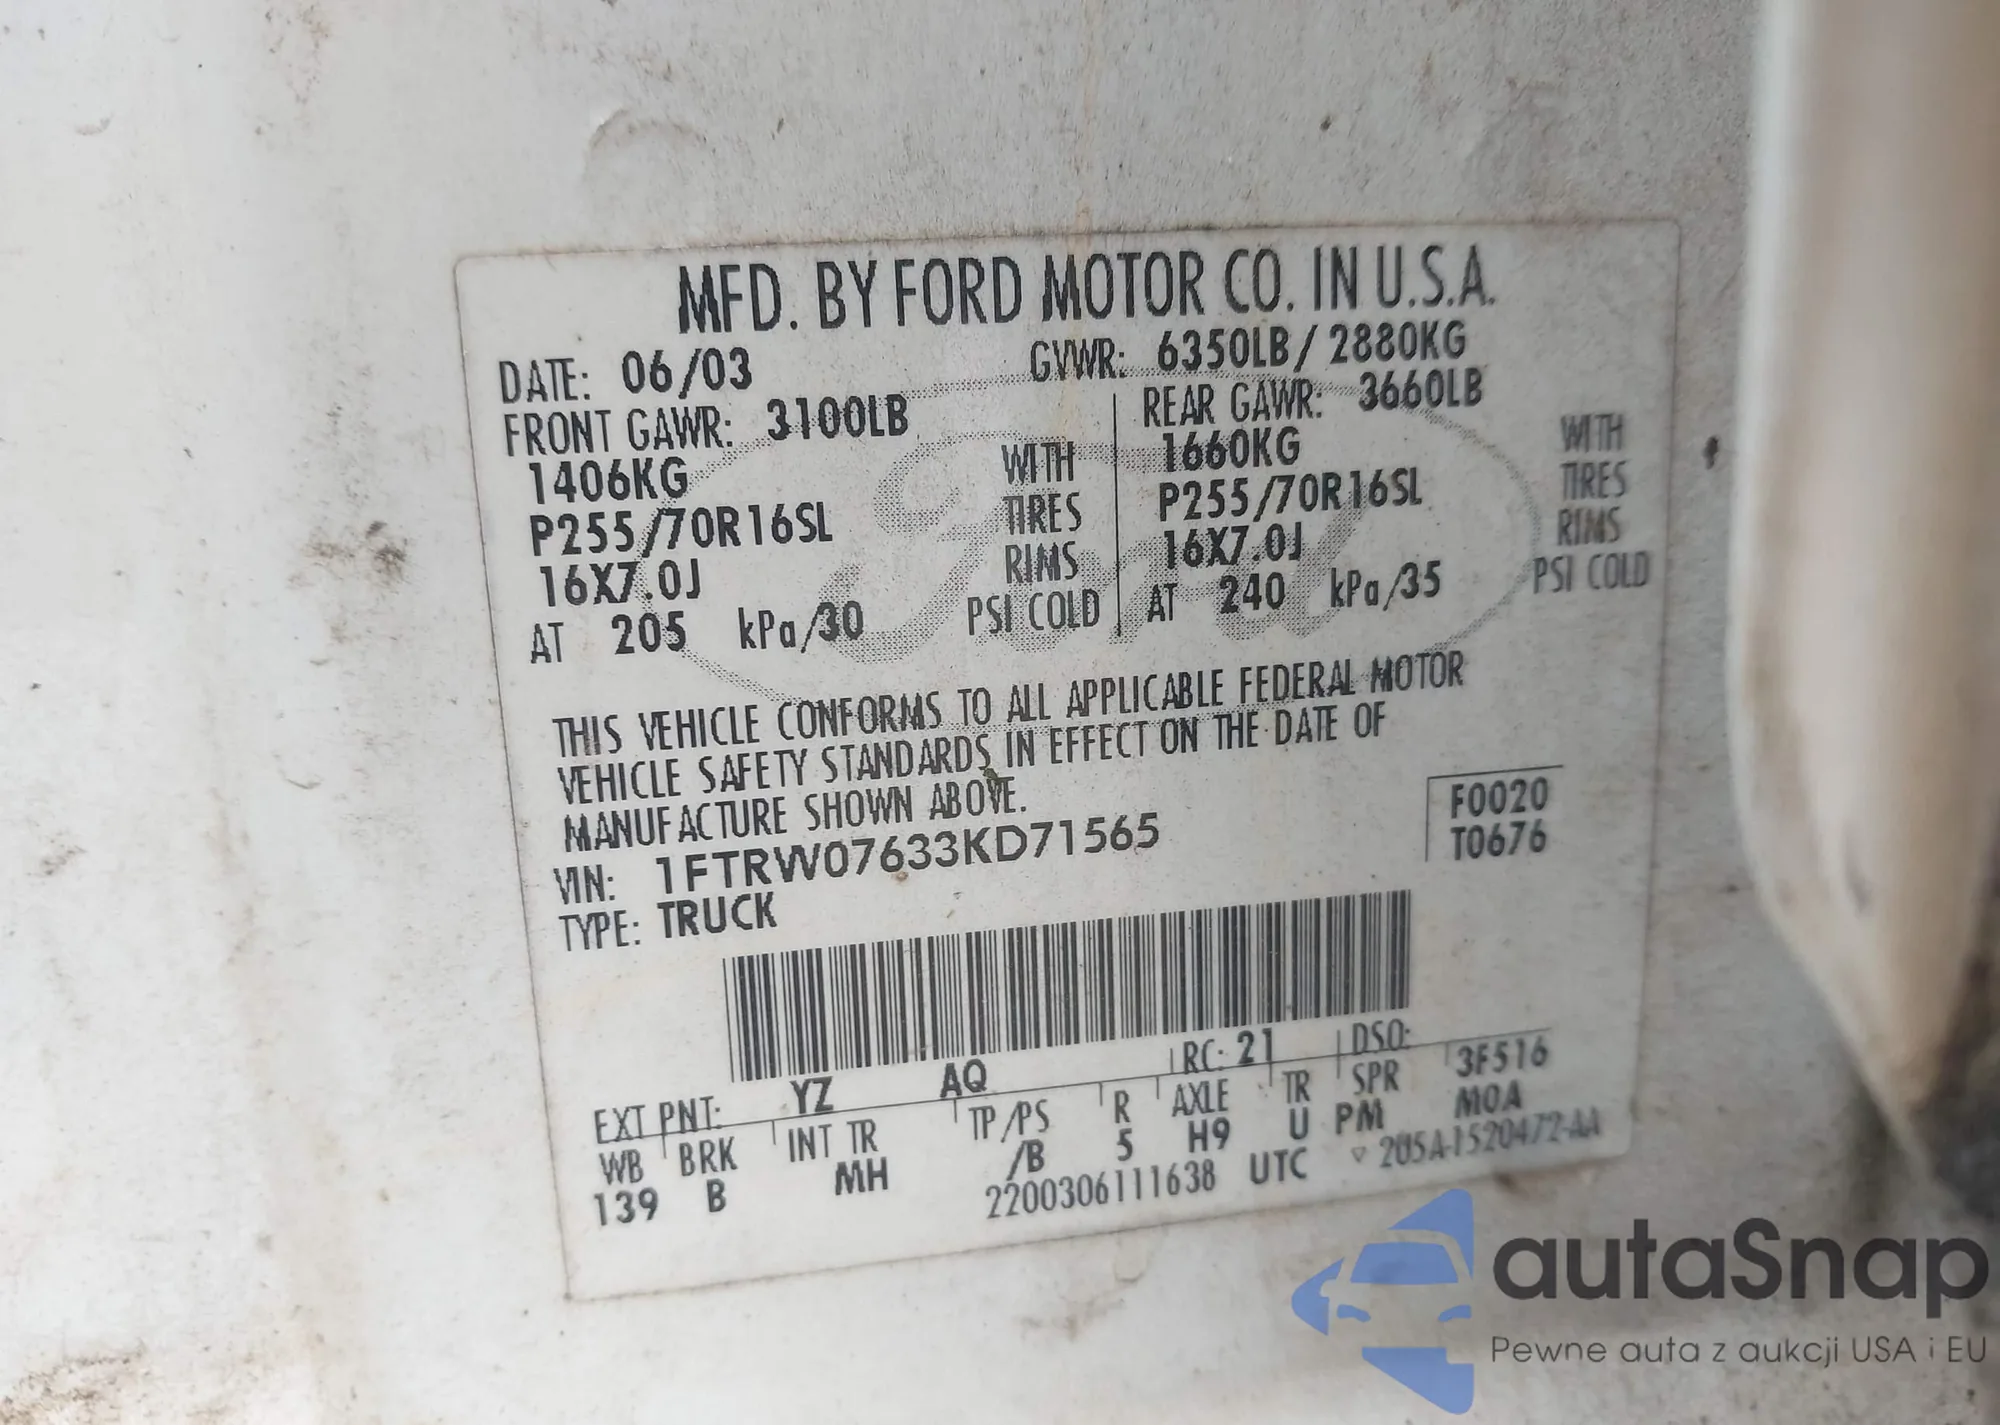 MFD. BY FORD MOTOR CO. IN U.S.A.
DATE: 06/03 GVWR: 6350LB / 2880KG
FRONT GAWR: 3100LB REAR GAWR: 3660LB
1406KG WITH 1660KG WITH
P255/70R16SL TIRES P255/70R16SL TIRES
16X7.0J RIMS 16X7.0J RIMS
AT 205 kPa/30 PSI COLD AT 240 kPa/35 PSI COLD
Ford
THIS VEHICLE CONFORMS TO ALL APPLICABLE FEDERAL MOTOR
VEHICLE SAFETY STANDARDS IN EFFECT ON THE DATE OF
MANUFACTURE SHOWN ABOVE.
F0020
VIN: 1FTRW07633KD71565 T0676
TYPE: TRUCK
EXT PNT: YZ AQ RC: 21 DSO: 3F516
WB BRK INT TR TP/PS R AXLE TR SPR M0A
139 B MH /B 5 H9 U PM
2200306111638 UTC ▽ 2U5A-1520472-AA
autaSnap
Pewne auta z aukcji USA i EU